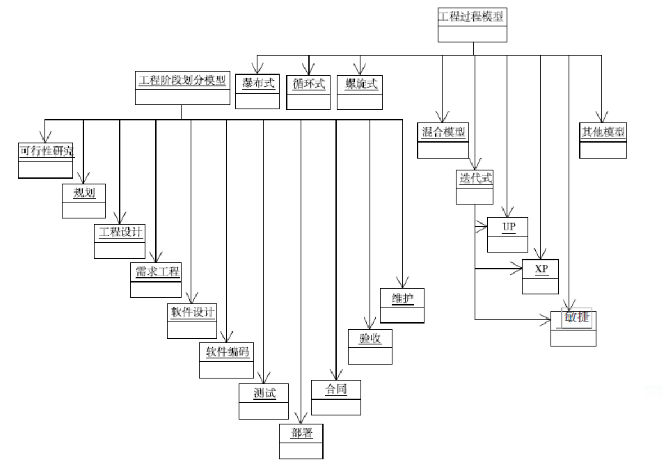 工程过程模型
工程阶段划分模型
瀑布式
循环式
螺旋式
混合模型
其他模型
可行性研究
迭代式
规划
工程设计
UP
需求工程
XP
软件设计
维护
敏捷
软件编码
验收
测试
合同
部署